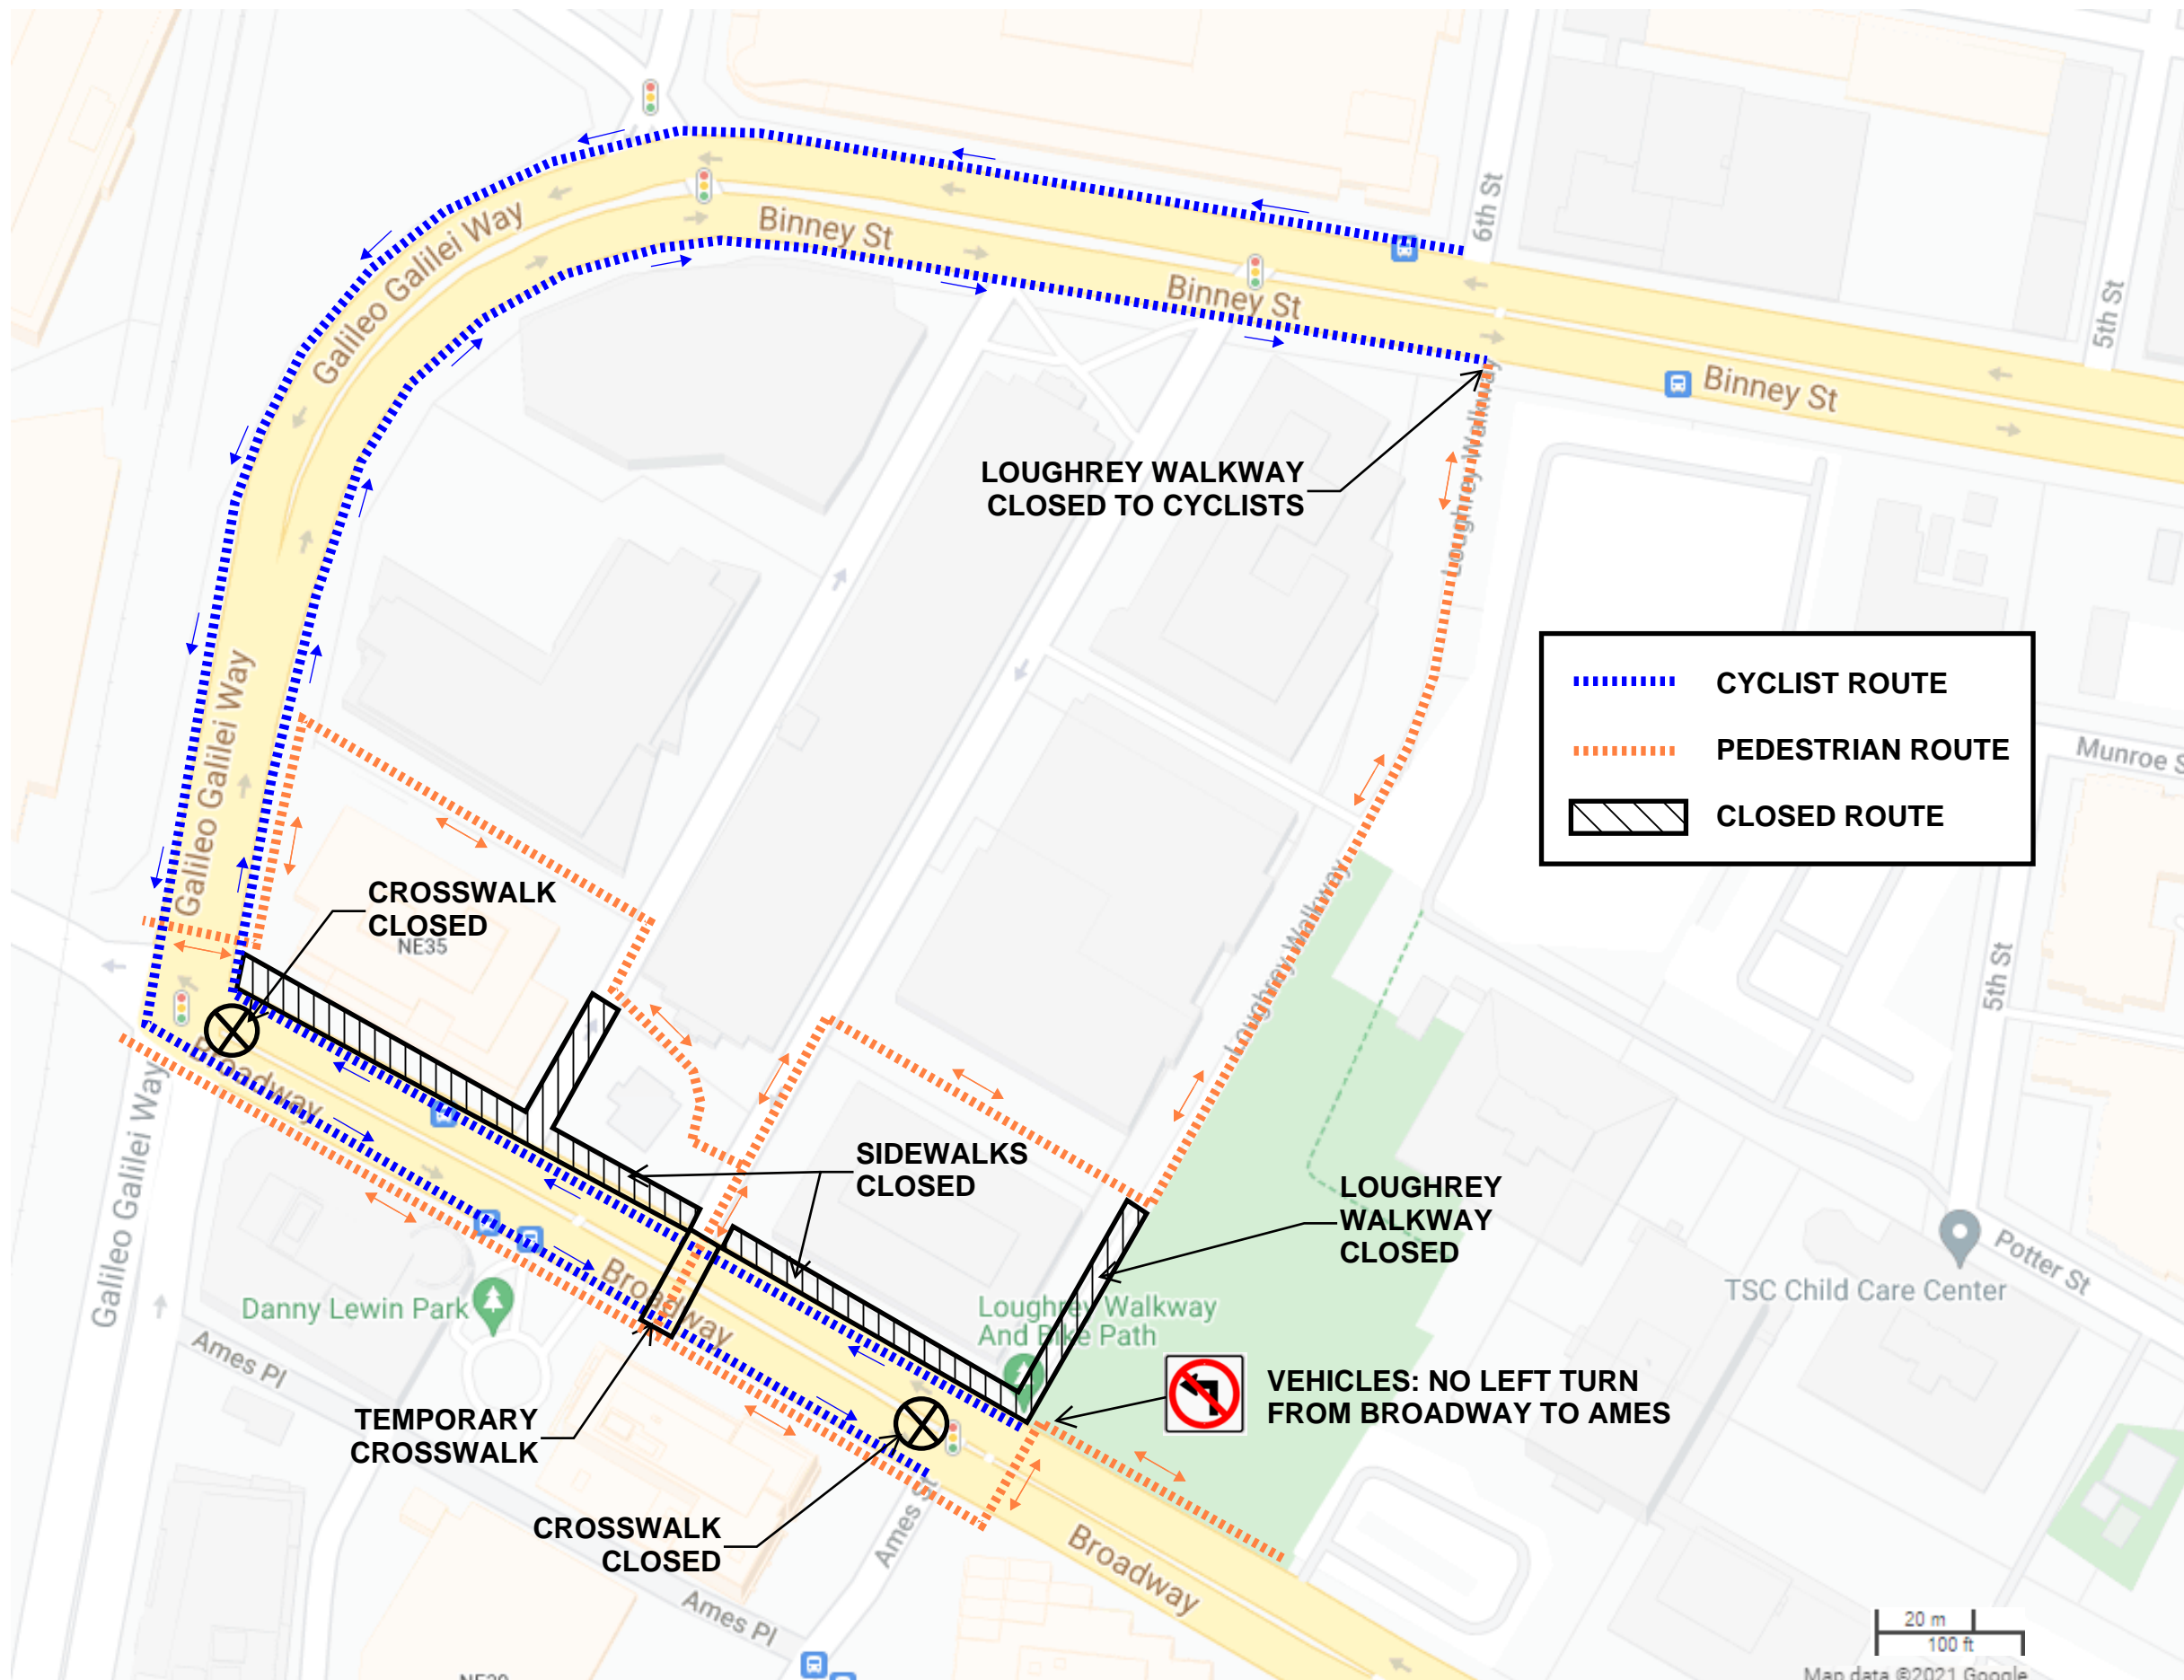 6th St
5th St
Binney St
Galileo Galilei Way
Binney St
Binney St
Loughrey Walkway
LOUGHREY WALKWAY
CLOSED TO CYCLISTS
CYCLIST ROUTE
PEDESTRIAN ROUTE
CLOSED ROUTE
Munroe S
Galileo Galilei Way
CROSSWALK
CLOSED
NE35
Loughrey Walkway
5th St
Broadway
Galileo Galilei Way
SIDEWALKS
CLOSED
LOUGHREY
WALKWAY
CLOSED
Potter St
TSC Child Care Center
Danny Lewin Park
Broadway
Loughrey Walkway
And Bike Path
Ames Pl
VEHICLES: NO LEFT TURN
FROM BROADWAY TO AMES
TEMPORARY
CROSSWALK
CROSSWALK
CLOSED
Ames St
Broadway
Ames Pl
20 m
100 ft
Map data ©2021 Google